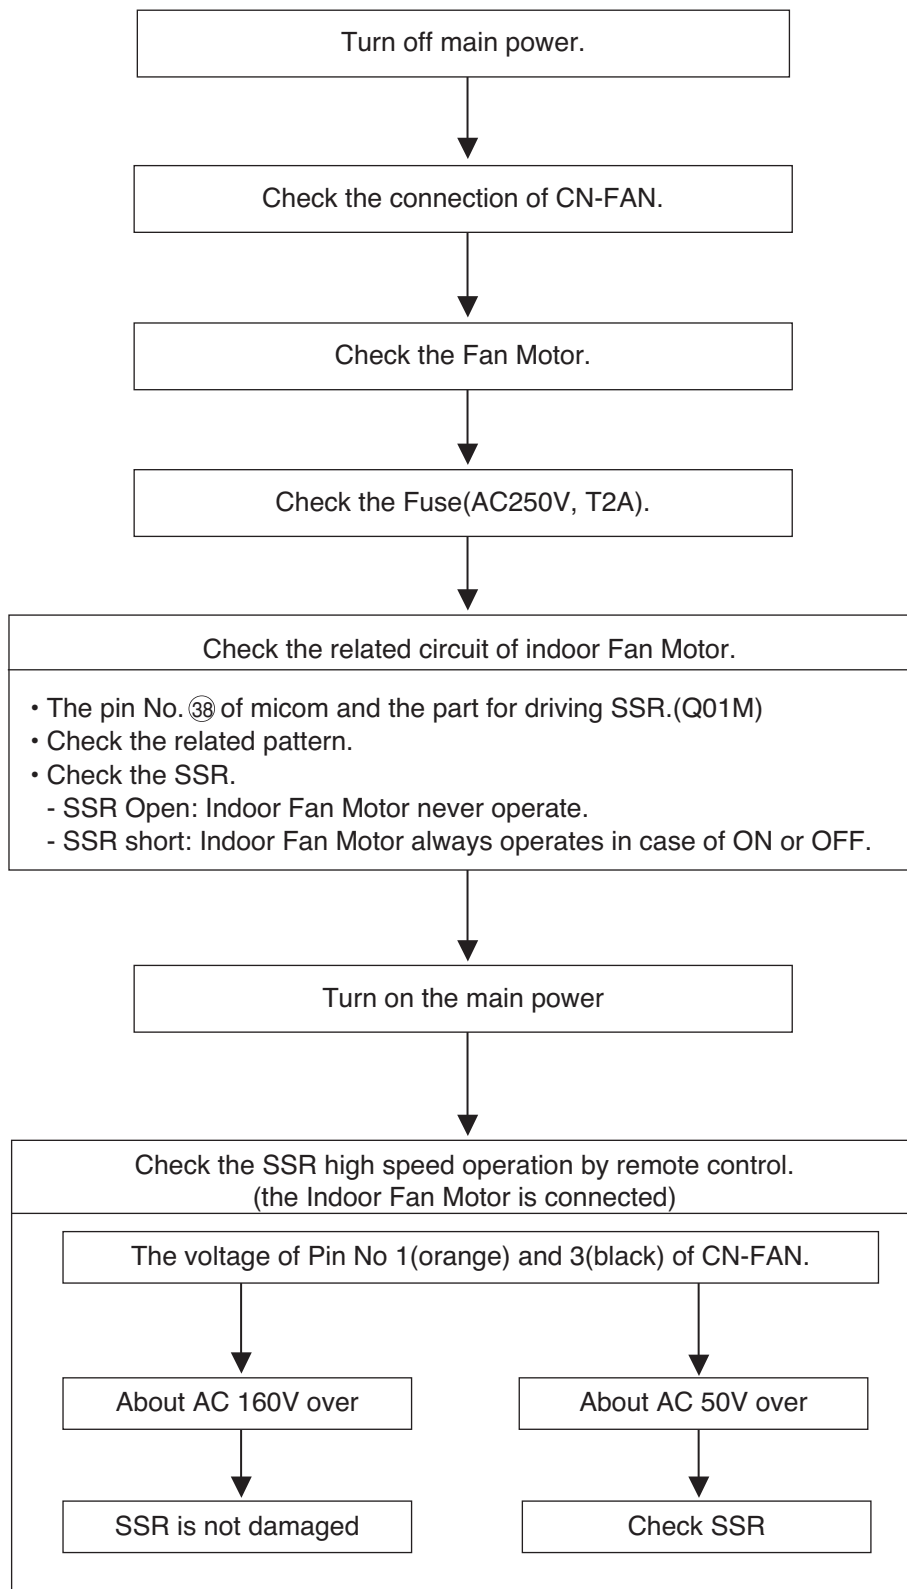 Turn off main power.
Check the connection of CN-FAN.
Check the Fan Motor.
Check the Fuse(AC250V, T2A).
Check the related circuit of indoor Fan Motor.
• The pin No. ㊳ of micom and the part for driving SSR.(Q01M)
• Check the related pattern.
• Check the SSR.
- SSR Open: Indoor Fan Motor never operate.
- SSR short: Indoor Fan Motor always operates in case of ON or OFF.
Turn on the main power
Check the SSR high speed operation by remote control.
(the Indoor Fan Motor is connected)
The voltage of Pin No 1(orange) and 3(black) of CN-FAN.
About AC 160V over
About AC 50V over
SSR is not damaged
Check SSR